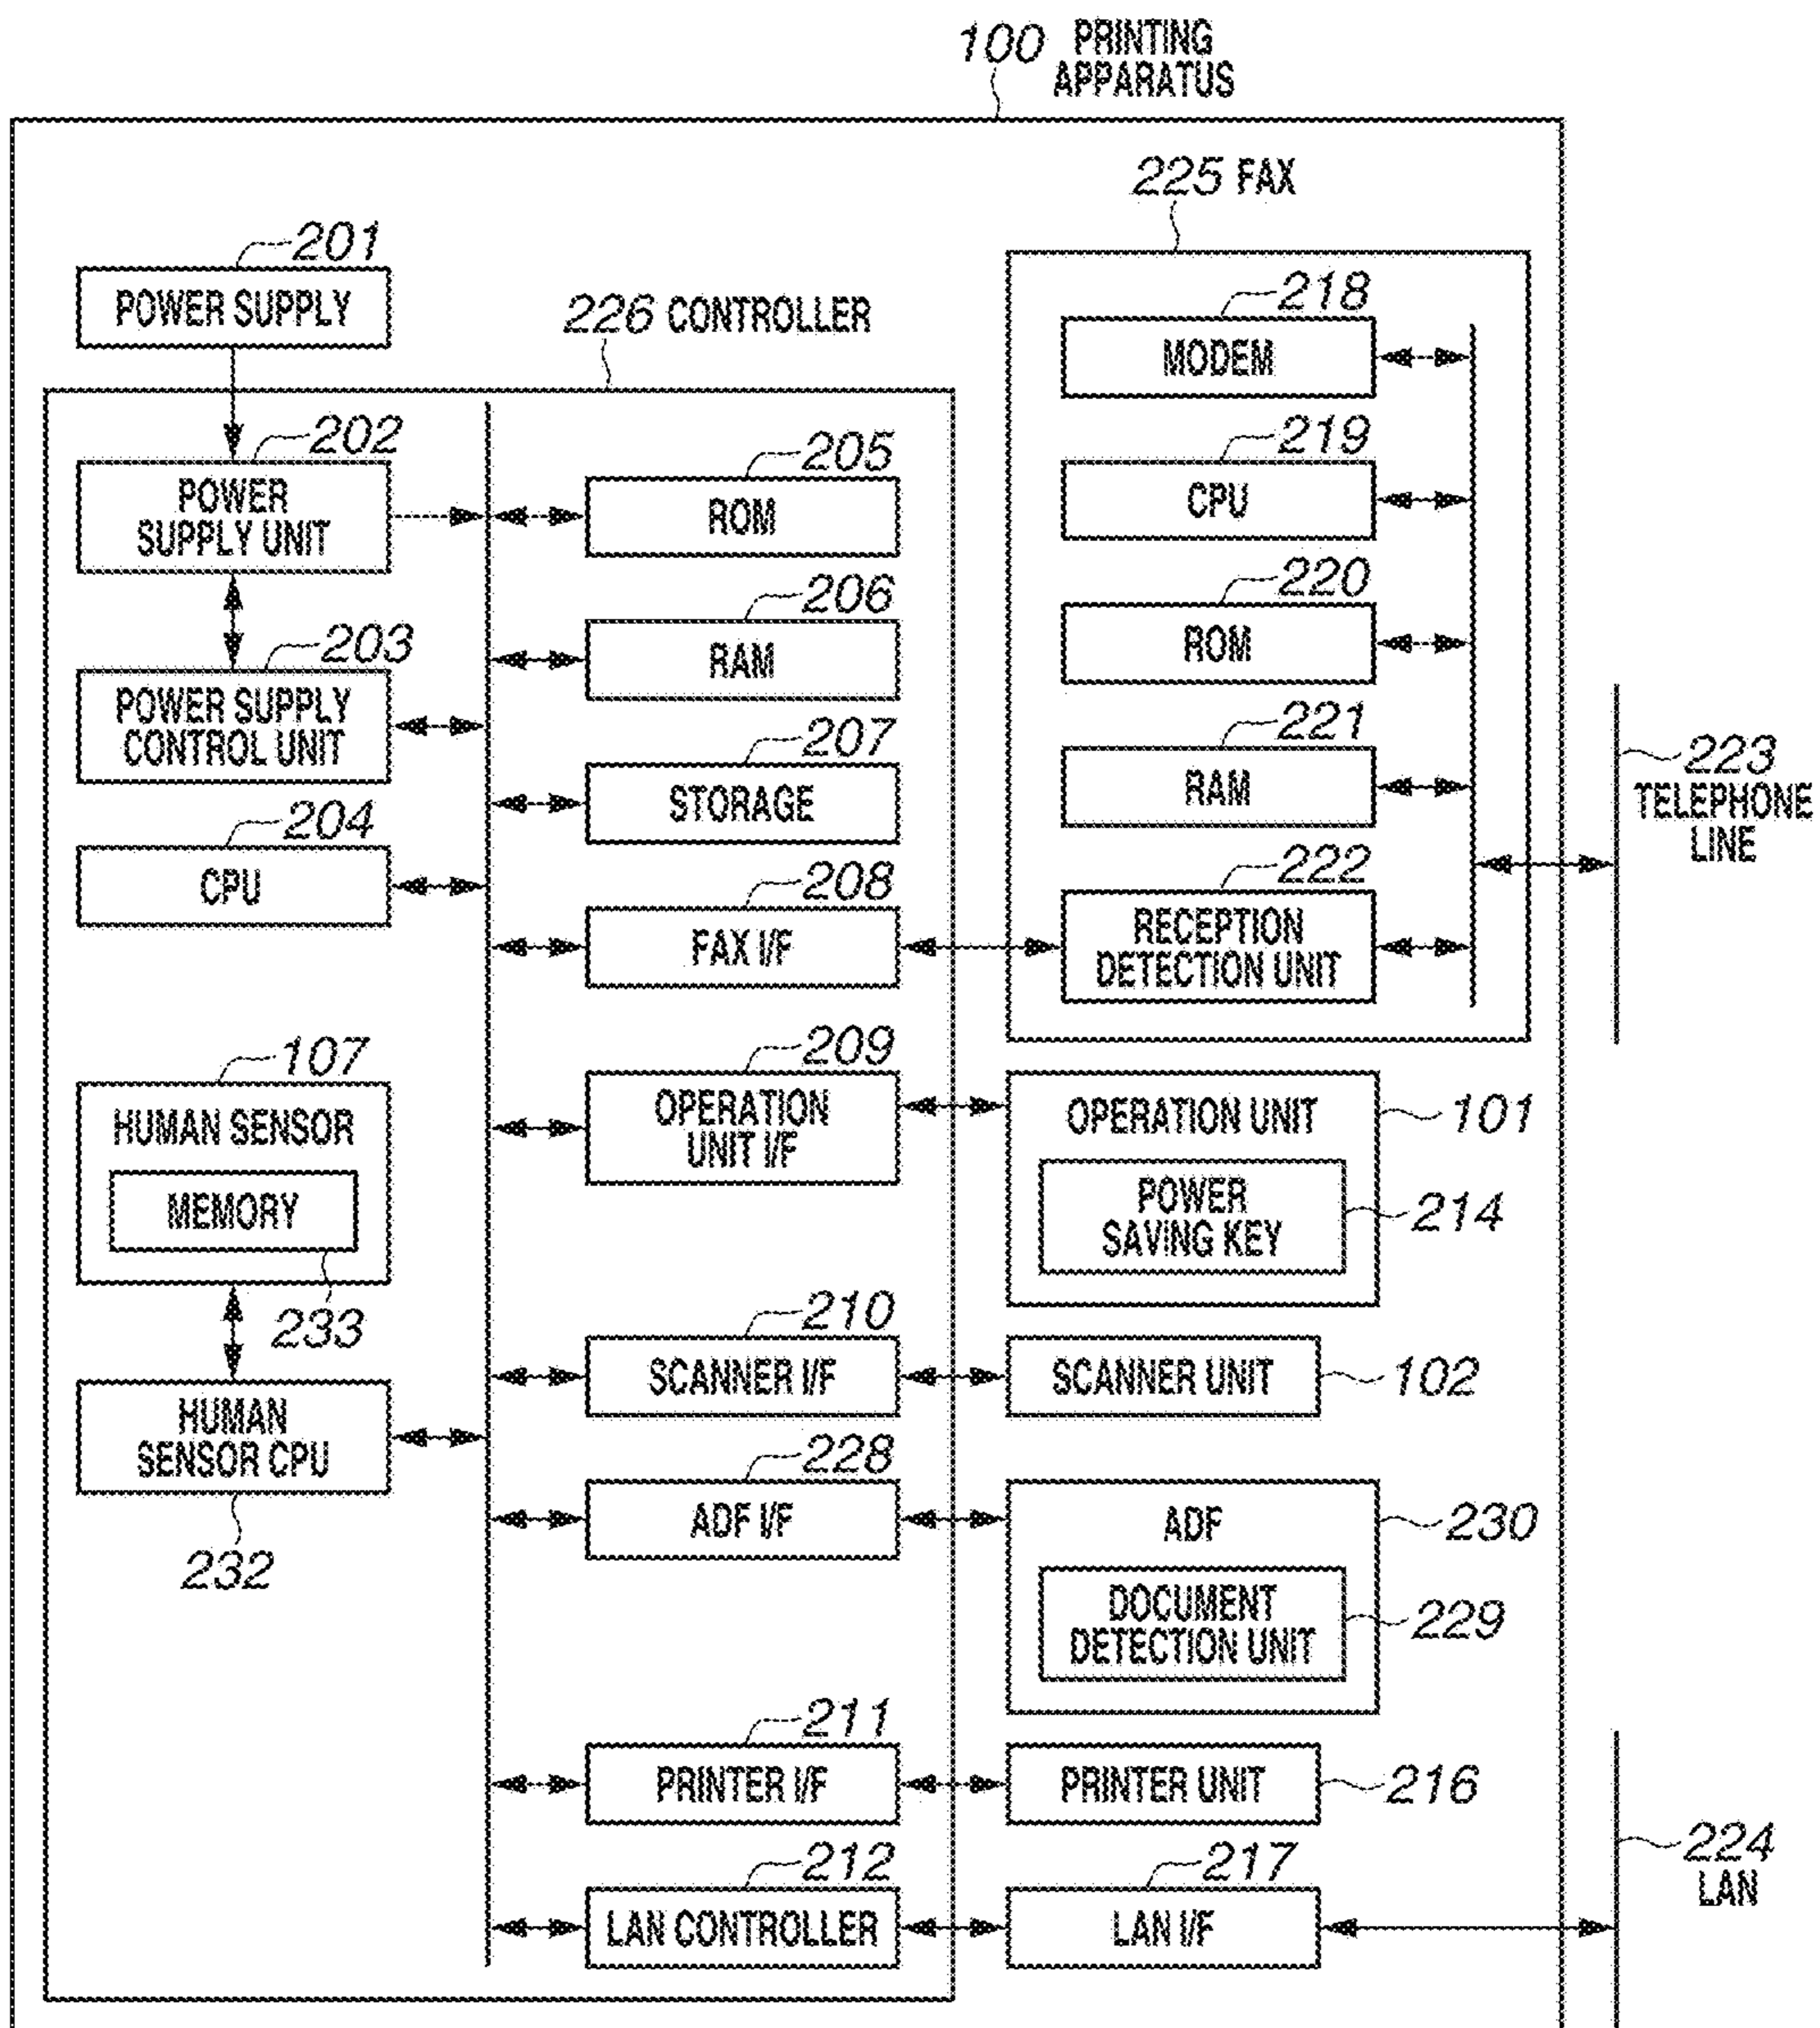 100 PRINTING
APPARATUS
225 FAX
201
POWER SUPPLY
226 CONTROLLER
218
MODEM
202
POWER
SUPPLY UNIT
205
ROM
219
CPU
206
RAM
220
ROM
203
POWER SUPPLY
CONTROL UNIT
207
STORAGE
221
RAM
223
TELEPHONE
LINE
204
CPU
208
FAX I/F
222
RECEPTION
DETECTION UNIT
107
HUMAN SENSOR
MEMORY
233
209
OPERATION
UNIT I/F
OPERATION UNIT
101
POWER
SAVING KEY
214
210
SCANNER I/F
SCANNER UNIT
102
HUMAN
SENSOR CPU
232
228
ADF I/F
ADF
230
DOCUMENT
DETECTION UNIT
229
211
PRINTER I/F
PRINTER UNIT
216
212
LAN CONTROLLER
217
LAN I/F
224
LAN